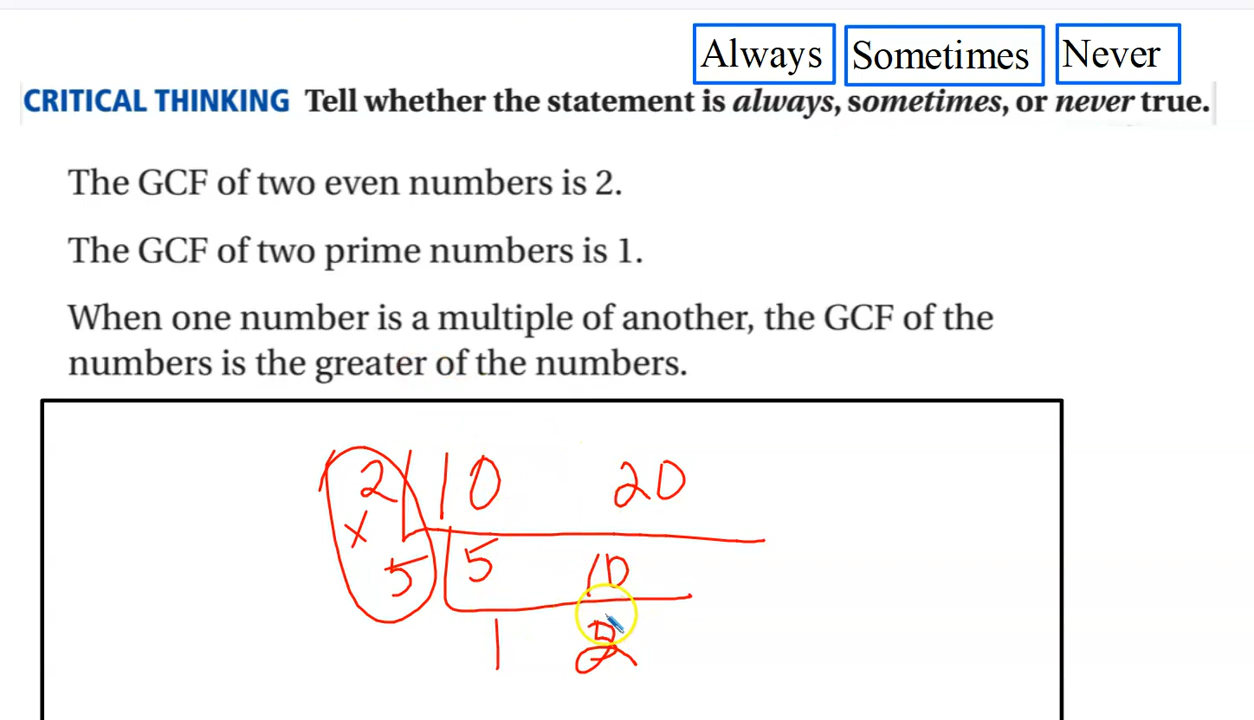 Always Sometimes Never
CRITICAL THINKING Tell whether the statement is always, sometimes, or never true.
The GCF of two even numbers is 2.
The GCF of two prime numbers is 1.
When one number is a multiple of another, the GCF of the
numbers is the greater of the numbers.
2 10 20
x
5 5 10
1 2